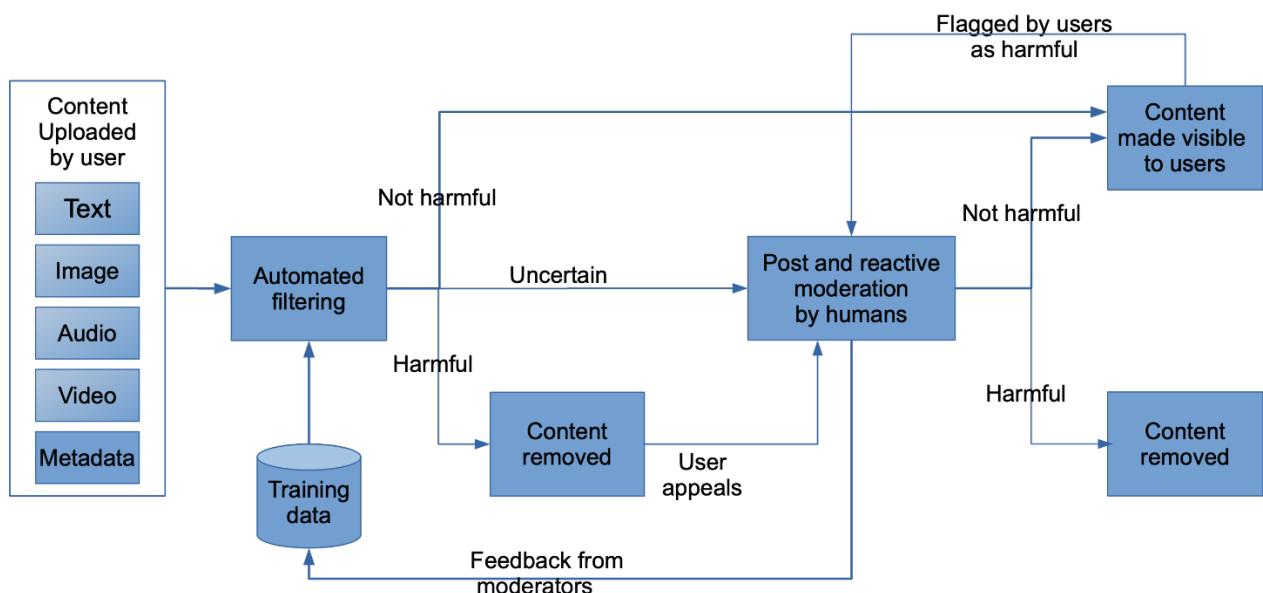 Flagged by users
as harmful
Content
Uploaded
by user
Text
Image
Audio
Video
Metadata
Content
made visible
to users
Not harmful
Not harmful
Automated
filtering
Uncertain
Post and reactive
moderation
by humans
Harmful
Harmful
Content
removed
User
appeals
Content
removed
Training
data
Feedback from
moderators